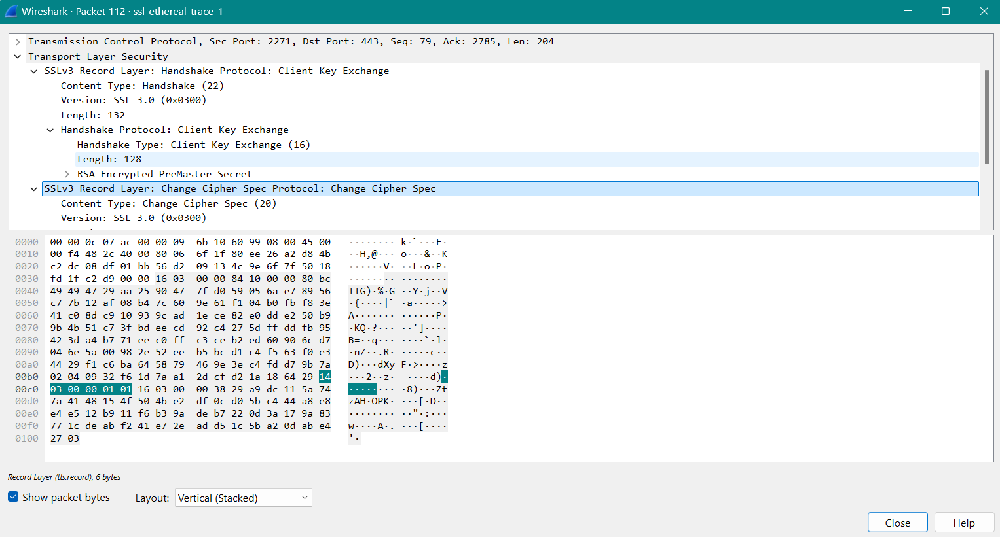 Wireshark · Packet 112 · ssl-ethereal-trace-1
Transmission Control Protocol, Src Port: 2271, Dst Port: 443, Seq: 79, Ack: 2785, Len: 204
Transport Layer Security
SSLv3 Record Layer: Handshake Protocol: Client Key Exchange
Content Type: Handshake (22)
Version: SSL 3.0 (0x0300)
Length: 132
Handshake Protocol: Client Key Exchange
Handshake Type: Client Key Exchange (16)
Length: 128
RSA Encrypted PreMaster Secret
SSLv3 Record Layer: Change Cipher Spec Protocol: Change Cipher Spec
Content Type: Change Cipher Spec (20)
Version: SSL 3.0 (0x0300)
0000 00 00 0c 07 ac 00 00 09 6b 10 60 99 08 00 45 00 ········ k·`···E·
0010 00 f4 48 2c 40 00 80 06 6f 1f 80 ee 26 a2 d8 4b ··H,@··· o···&··K
0020 c2 dc 08 df 01 bb 56 d2 09 13 4c 9e 6f 7f 50 18 ······V· ··L·o·P·
0030 fd 1f c2 d9 00 00 16 03 00 00 84 10 00 00 80 bc ········ ········
0040 49 49 47 29 aa 25 90 47 7f d0 59 05 6a e7 89 56 IIG)·%·G ··Y·j··V
0050 c7 7b 12 af 08 b4 7c 60 9e 61 f1 04 b0 fb f8 3e ·{····|` ·a·····>
0060 41 c0 8d c9 10 93 9c ad 1e ce 82 e0 dd e2 50 b9 A······· ······P·
0070 9b 4b 51 c7 3f bd ee cd 92 c4 27 5d ff dd fb 95 ·KQ·?··· ··']····
0080 42 3d a4 b7 71 ee c0 ff c3 ce b2 ed 60 90 6c d7 B=··q··· ····`·l·
0090 04 6e 5a 00 98 2e 52 ee b5 bc d1 c4 f5 63 f0 e3 ·nZ··.R· ·····c··
00a0 44 29 f1 c6 ba 64 58 79 46 9e 3e c4 fd d7 9b 7a D)···dXy F·>····z
00b0 02 04 09 32 f6 1d 7a a1 2d cf d2 1a 18 64 29 14 ···2··z· -····d)·
00c0 03 00 00 01 01 16 03 00 00 38 29 a9 dc 11 5a 74 ········ ·8)···Zt
00d0 7a 41 48 15 4f 50 4b e2 df 0c d0 5b c4 44 a8 e8 zAH·OPK· ···[·D··
00e0 e4 e5 12 b9 11 f6 b3 9a de b7 22 0d 3a 17 9a 83 ········ ··"·:···
00f0 77 1c de ab f2 41 e7 2e ad d5 1c 5b a2 0d ab e4 w····A·. ···[····
0100 27 03 '·
Record Layer (tls.record), 6 bytes
Show packet bytes Layout: Vertical (Stacked)
Close Help